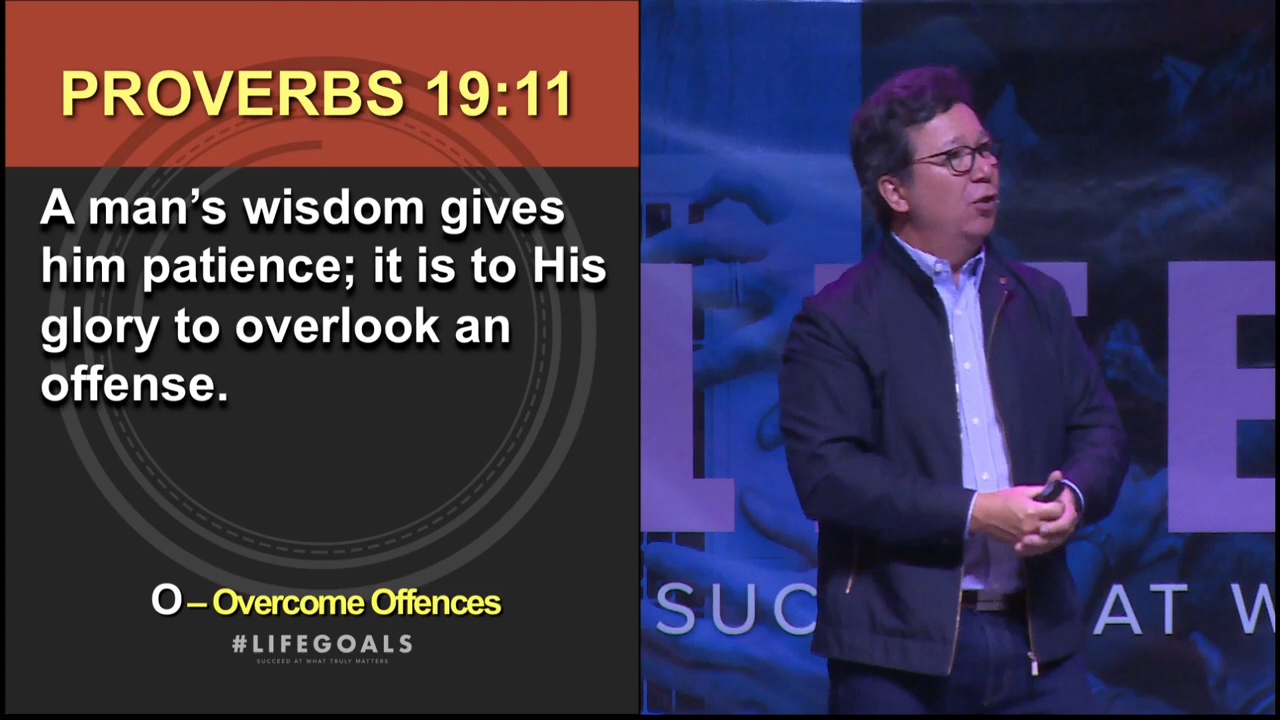 PROVERBS 19:11
A man’s wisdom gives
him patience; it is to His
glory to overlook an
offense.
O – Overcome Offences
#LIFEGOALS
SUCCEED AT WHAT TRULY MATTERS
IFE
SUC AT W